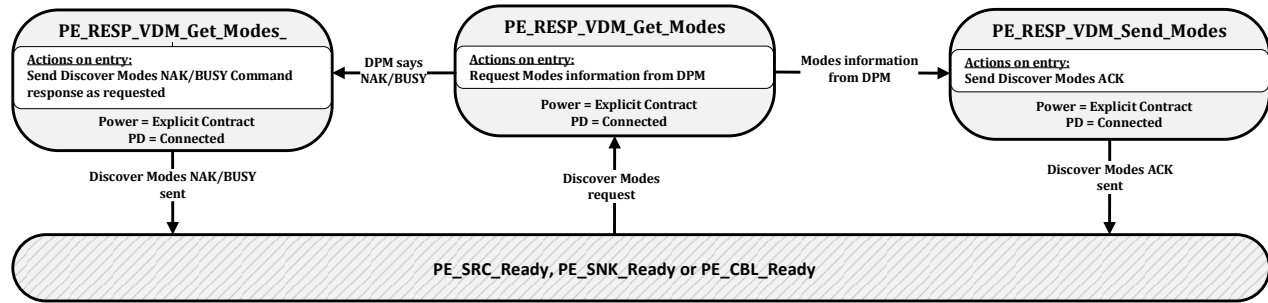 PE_RESP_VDM_Get_Modes_
Actions on entry:
Send Discover Modes NAK/BUSY Command
response as requested
Power = Explicit Contract
PD = Connected
DPM says
NAK/BUSY
PE_RESP_VDM_Get_Modes
Actions on entry:
Request Modes information from DPM
Power = Explicit Contract
PD = Connected
Modes information
from DPM
PE_RESP_VDM_Send_Modes
Actions on entry:
Send Discover Modes ACK
Power = Explicit Contract
PD = Connected
Discover Modes NAK/BUSY
sent
Discover Modes
request
Discover Modes ACK
sent
PE_SRC_Ready, PE_SNK_Ready or PE_CBL_Ready